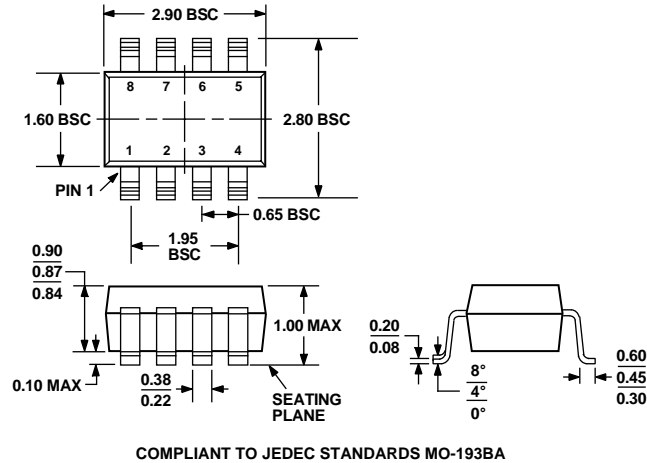 2.90 BSC
8 7 6 5
1.60 BSC
2.80 BSC
1 2 3 4
PIN 1
0.65 BSC
1.95
BSC
0.90
0.87
0.84
1.00 MAX
0.10 MAX
0.38
0.22
SEATING
PLANE
0.20
0.08
8°
4°
0°
0.60
0.45
0.30
COMPLIANT TO JEDEC STANDARDS MO-193BA